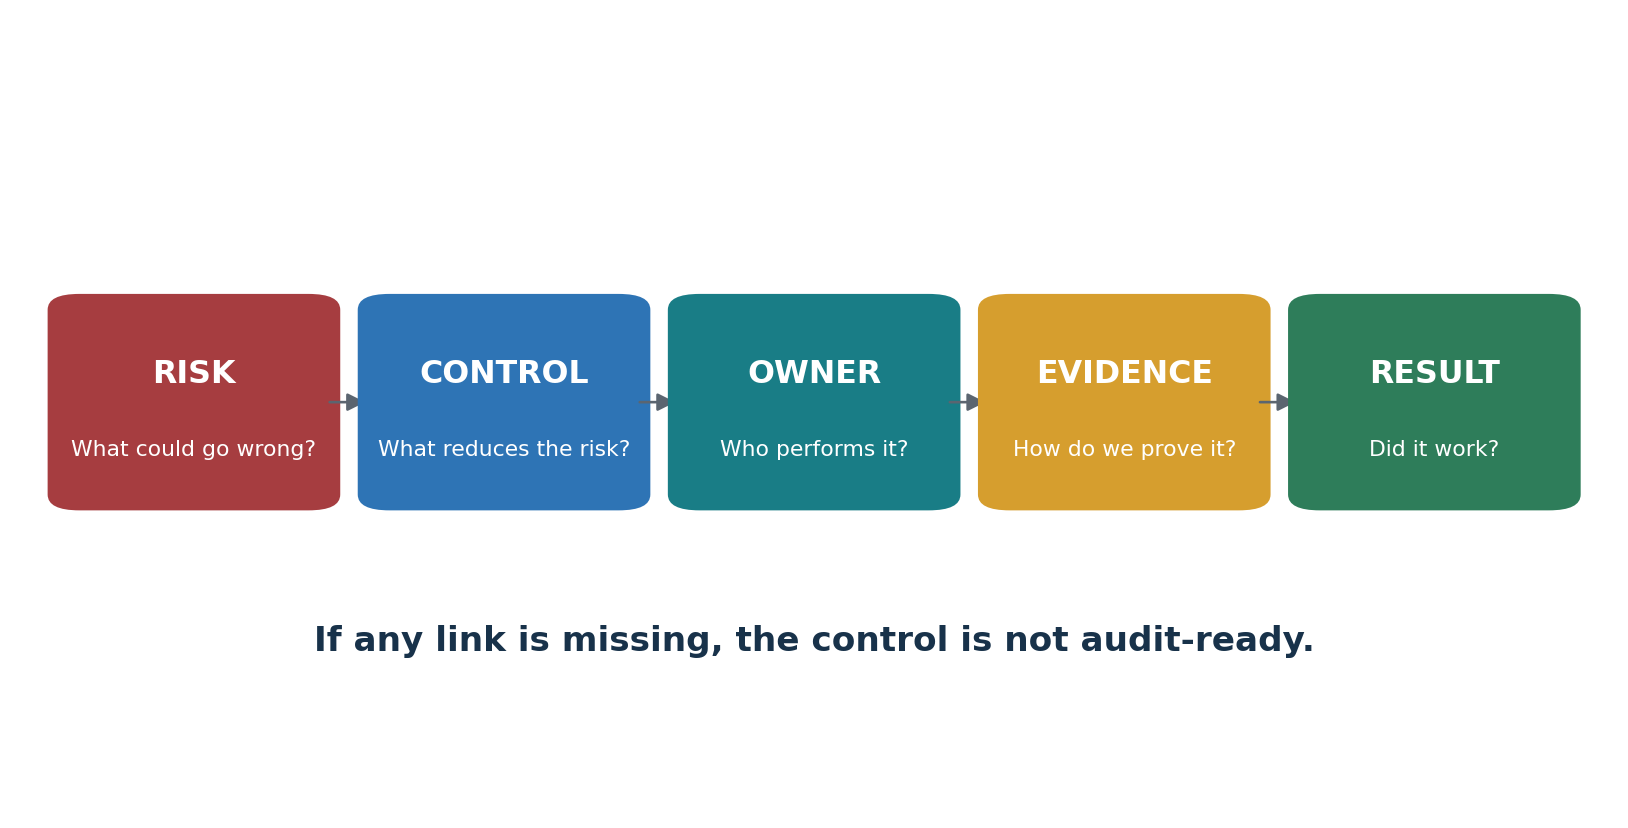 RISK
What could go wrong?
CONTROL
What reduces the risk?
OWNER
Who performs it?
EVIDENCE
How do we prove it?
RESULT
Did it work?
If any link is missing, the control is not audit-ready.